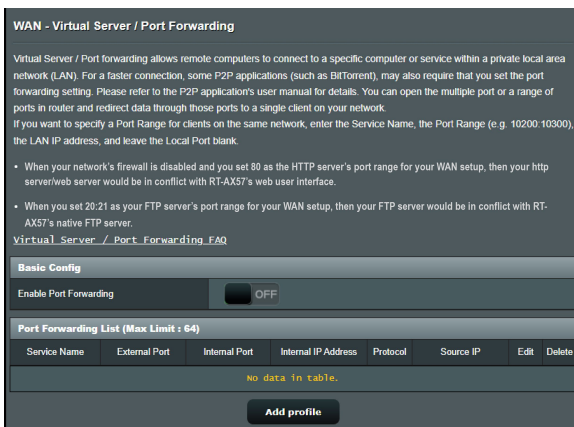 WAN - Virtual Server / Port Forwarding
Virtual Server / Port forwarding allows remote computers to connect to a specific computer or service within a private local area
network (LAN). For a faster connection, some P2P applications (such as BitTorrent), may also require that you set the port
forwarding setting. Please refer to the P2P application's user manual for details. You can open the multiple port or a range of
ports in router and redirect data through those ports to a single client on your network.
If you want to specify a Port Range for clients on the same network, enter the Service Name, the Port Range (e.g. 10200:10300),
the LAN IP address, and leave the Local Port blank.
• When your network's firewall is disabled and you set 80 as the HTTP server's port range for your WAN setup, then your http
server/web server would be in conflict with RT-AX57's web user interface.
• When you set 20:21 as your FTP server's port range for your WAN setup, then your FTP server would be in conflict with RT-
AX57's native FTP server.
Virtual Server / Port Forwarding FAQ
Basic Config
Enable Port Forwarding OFF
Port Forwarding List (Max Limit : 64)
Service Name External Port Internal Port Internal IP Address Protocol Source IP Edit Delete
No data in table.
Add profile